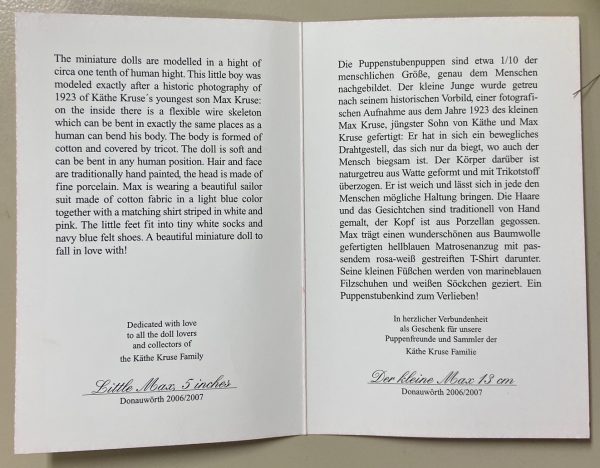 The miniature dolls are modelled in a hight of
circa one tenth of human hight. This little boy was
modeled exactly after a historic photography of
1923 of Käthe Kruse´s youngest son Max Kruse:
on the inside there is a flexible wire skeleton
which can be bent in exactly the same places as a
human can bend his body. The body is formed of
cotton and covered by tricot. The doll is soft and
can be bent in any human position. Hair and face
are traditionally hand painted, the head is made of
fine porcelain. Max is wearing a beautiful sailor
suit made of cotton fabric in a light blue color
together with a matching shirt striped in white and
pink. The little feet fit into tiny white socks and
navy blue felt shoes. A beautiful miniature doll to
fall in love with!
Dedicated with love
to all the doll lovers
and collectors of
the Käthe Kruse Family
Little Max, 5 inches
Donauwörth 2006/2007
Die Puppenstubenpuppen sind etwa 1/10 der
menschlichen Größe, genau dem Menschen
nachgebildet. Der kleine Junge wurde getreu
nach seinem historischen Vorbild, einer fotografi-
schen Aufnahme aus dem Jahre 1923 des kleinen
Max Kruse, jüngster Sohn von Käthe und Max
Kruse gefertigt: Er hat in sich ein bewegliches
Drahtgestell, das sich nur da biegt, wo auch der
Mensch biegsam ist. Der Körper darüber ist
naturgetreu aus Watte geformt und mit Trikotstoff
überzogen. Er ist weich und lässt sich in jede den
Menschen mögliche Haltung bringen. Die Haare
und das Gesichtchen sind traditionell von Hand
gemalt, der Kopf ist aus Porzellan gegossen.
Max trägt einen wunderschönen aus Baumwolle
gefertigten hellblauen Matrosenanzug mit pas-
sendem rosa-weiß gestreiften T-Shirt darunter.
Seine kleinen Füßchen werden von marineblauen
Filzschuhen und weißen Söckchen geziert. Ein
Puppenstubenkind zum Verlieben!
In herzlicher Verbundenheit
als Geschenk für unsere
Puppenfreunde und Sammler der
Käthe Kruse Familie
Der kleine Max 13 cm
Donauwörth 2006/2007